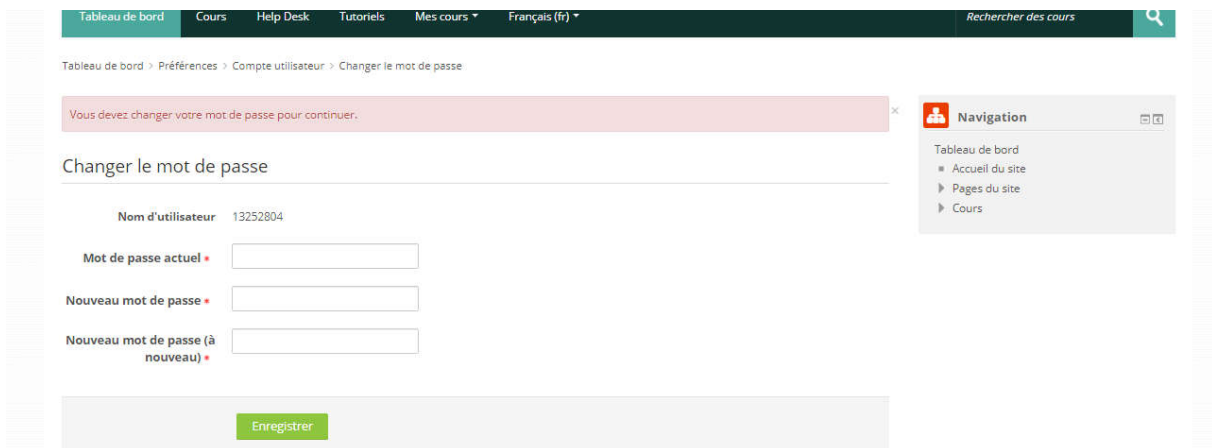 Tableau de bord Cours Help Desk Tutoriels Mes cours Français (fr) Rechercher des cours
Tableau de bord > Préférences > Compte utilisateur > Changer le mot de passe
Vous devez changer votre mot de passe pour continuer. ×
Changer le mot de passe
Nom d'utilisateur 13252804
Mot de passe actuel *
Nouveau mot de passe *
Nouveau mot de passe (à
nouveau) *
Enregistrer
Navigation
Tableau de bord
Accueil du site
Pages du site
Cours